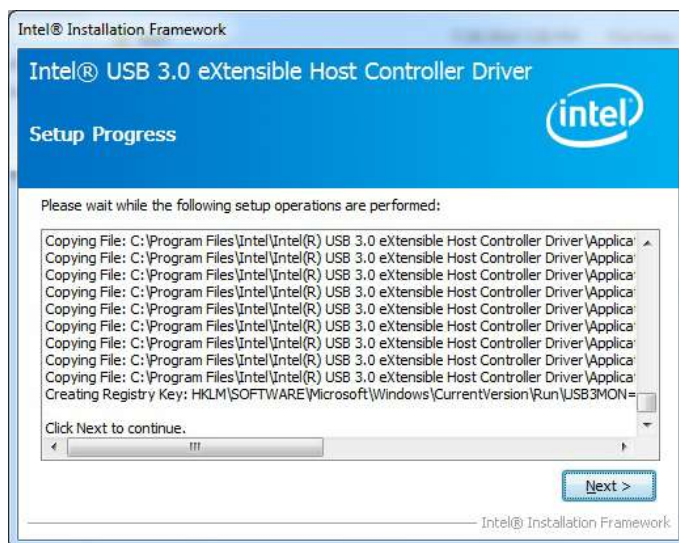 Intel® Installation Framework
Intel® USB 3.0 eXtensible Host Controller Driver
intel
Setup Progress
Please wait while the following setup operations are performed:
Copying File: C:\Program Files\Intel\Intel(R) USB 3.0 eXtensible Host Controller Driver\Applica
Copying File: C:\Program Files\Intel\Intel(R) USB 3.0 eXtensible Host Controller Driver\Applica
Copying File: C:\Program Files\Intel\Intel(R) USB 3.0 eXtensible Host Controller Driver\Applica
Copying File: C:\Program Files\Intel\Intel(R) USB 3.0 eXtensible Host Controller Driver\Applica
Copying File: C:\Program Files\Intel\Intel(R) USB 3.0 eXtensible Host Controller Driver\Applica
Copying File: C:\Program Files\Intel\Intel(R) USB 3.0 eXtensible Host Controller Driver\Applica
Copying File: C:\Program Files\Intel\Intel(R) USB 3.0 eXtensible Host Controller Driver\Applica
Copying File: C:\Program Files\Intel\Intel(R) USB 3.0 eXtensible Host Controller Driver\Applica
Copying File: C:\Program Files\Intel\Intel(R) USB 3.0 eXtensible Host Controller Driver\Applica
Creating Registry Key: HKLM\SOFTWARE\Microsoft\Windows\CurrentVersion\Run\USB3MON=
Click Next to continue.
Next >
Intel® Installation Framework